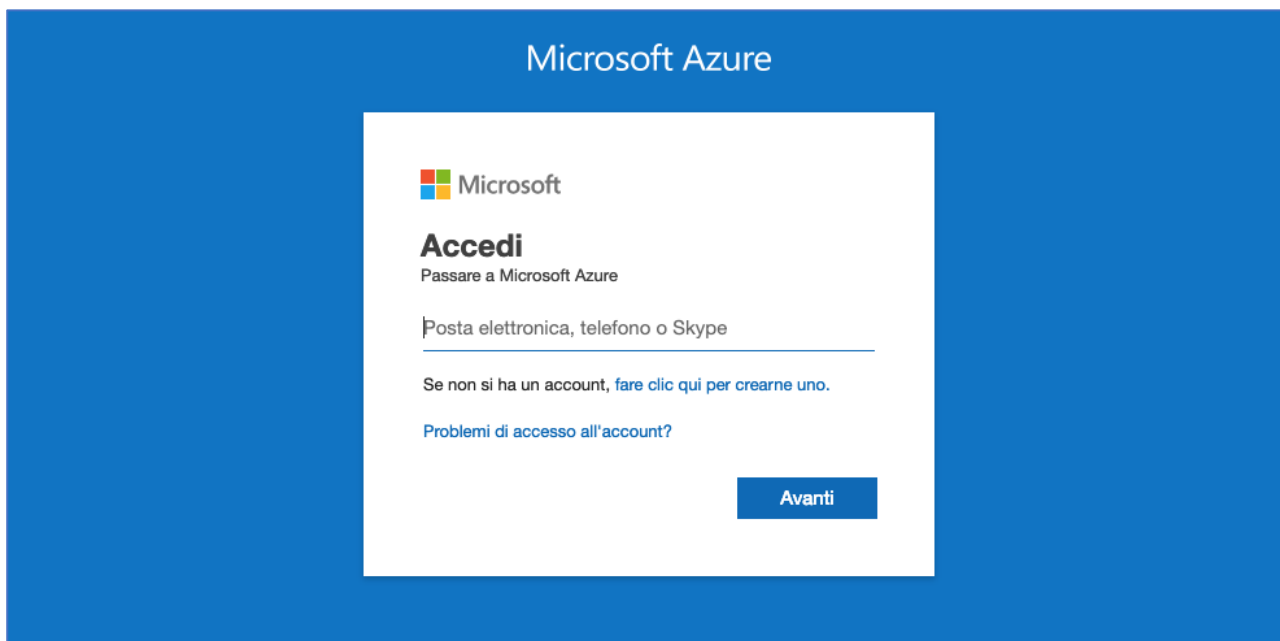 Microsoft Azure
Microsoft
Accedi
Passare a Microsoft Azure
Posta elettronica, telefono o Skype
Se non si ha un account, fare clic qui per crearne uno.
Problemi di accesso all'account?
Avanti